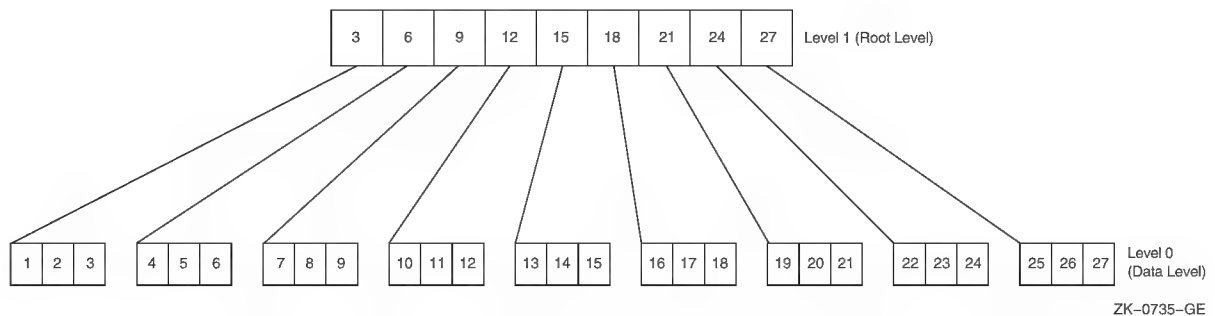 3 6 9 12 15 18 21 24 27
Level 1 (Root Level)
1 2 3
4 5 6
7 8 9
10 11 12
13 14 15
16 17 18
19 20 21
22 23 24
25 26 27
Level 0
(Data Level)
ZK–0735–GE